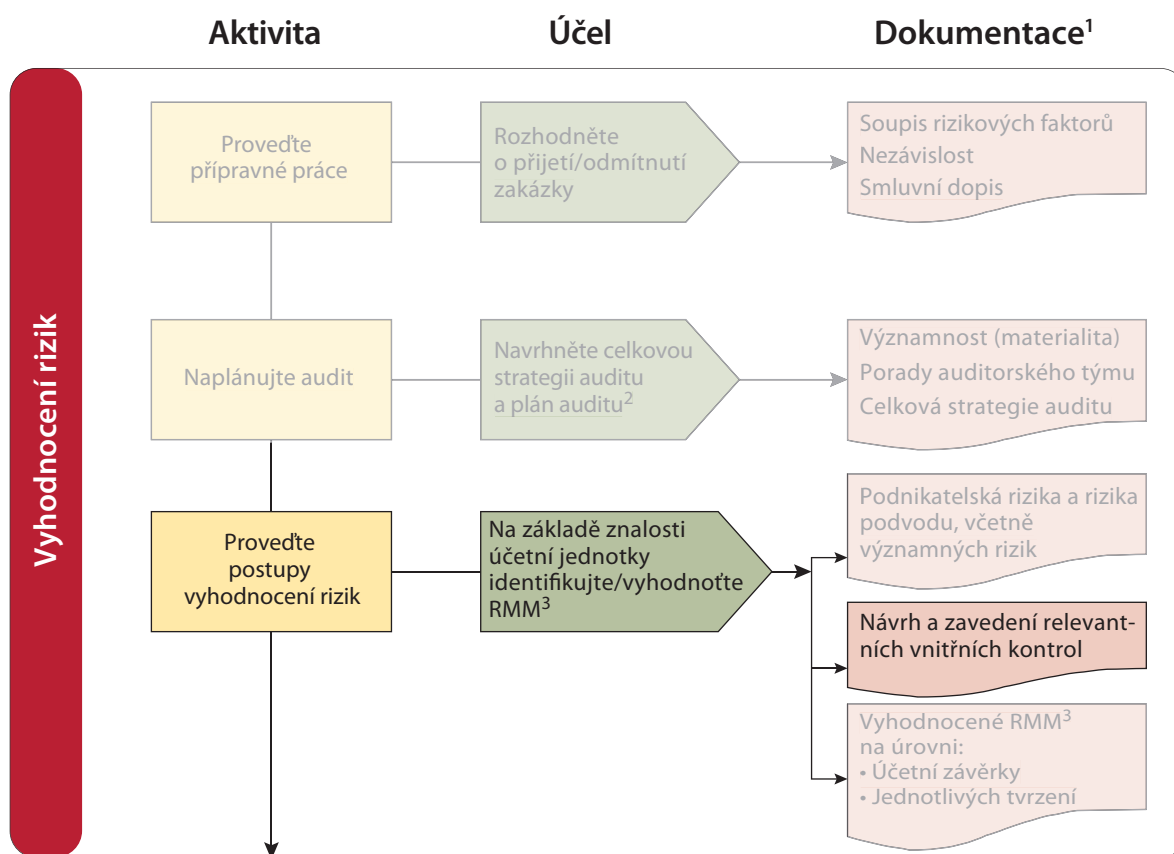 Aktivita
Účel
Dokumentace¹
Vyhodnocení rizik
Proveďte
přípravné práce
Rozhodněte
o přijetí/odmítnutí
zakázky
Soupis rizikových faktorů
Nezávislost
Smluvní dopis
Naplánujte audit
Navrhněte celkovou
strategii auditu
a plán auditu²
Významnost (materialita)
Porady auditorského týmu
Celková strategie auditu
Proveďte
postupy
vyhodnocení rizik
Na základě znalosti
účetní jednotky
identifikujte/vyhodnoťte
RMM³
Podnikatelská rizika a rizika
podvodu, včetně
významných rizik
Návrh a zavedení relevant-
ních vnitřních kontrol
Vyhodnocené RMM³
na úrovni:
• Účetní závěrky
• Jednotlivých tvrzení